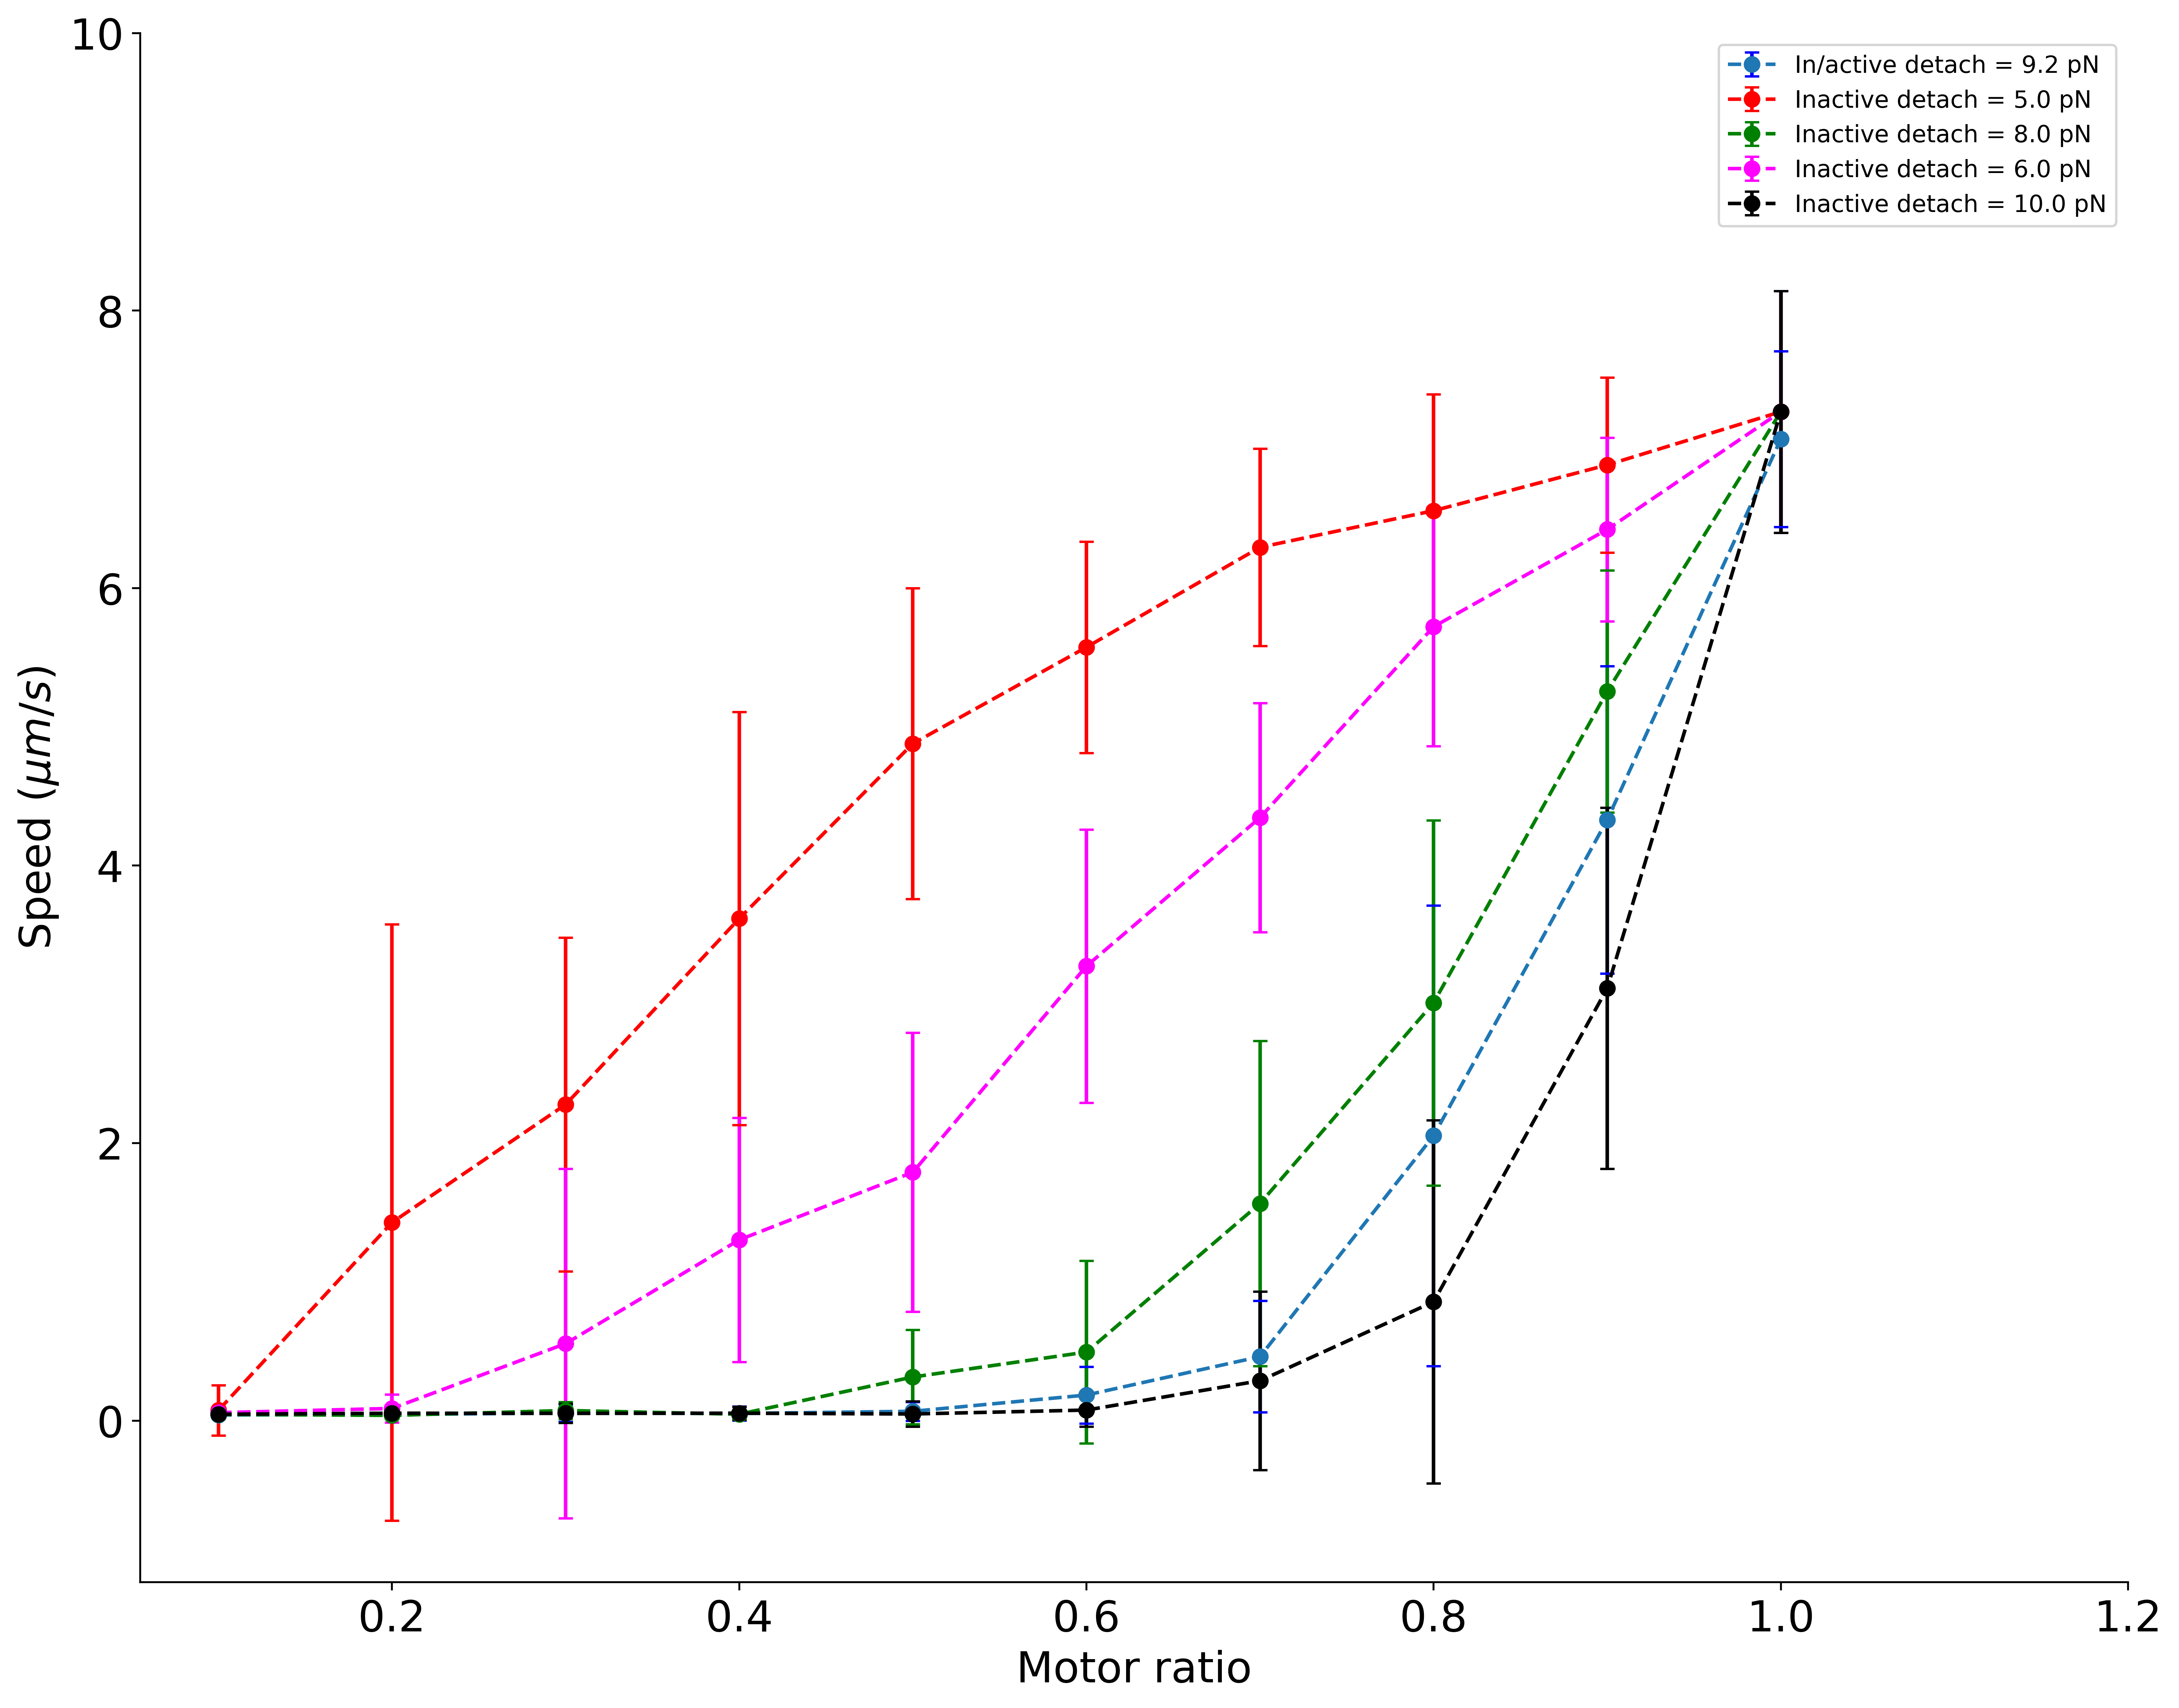 10
8
6
4
2
0
Speed (μm/s)
In/active detach = 9.2 pN
Inactive detach = 5.0 pN
Inactive detach = 8.0 pN
Inactive detach = 6.0 pN
Inactive detach = 10.0 pN
0.2 0.4 0.6 0.8 1.0 1.2
Motor ratio